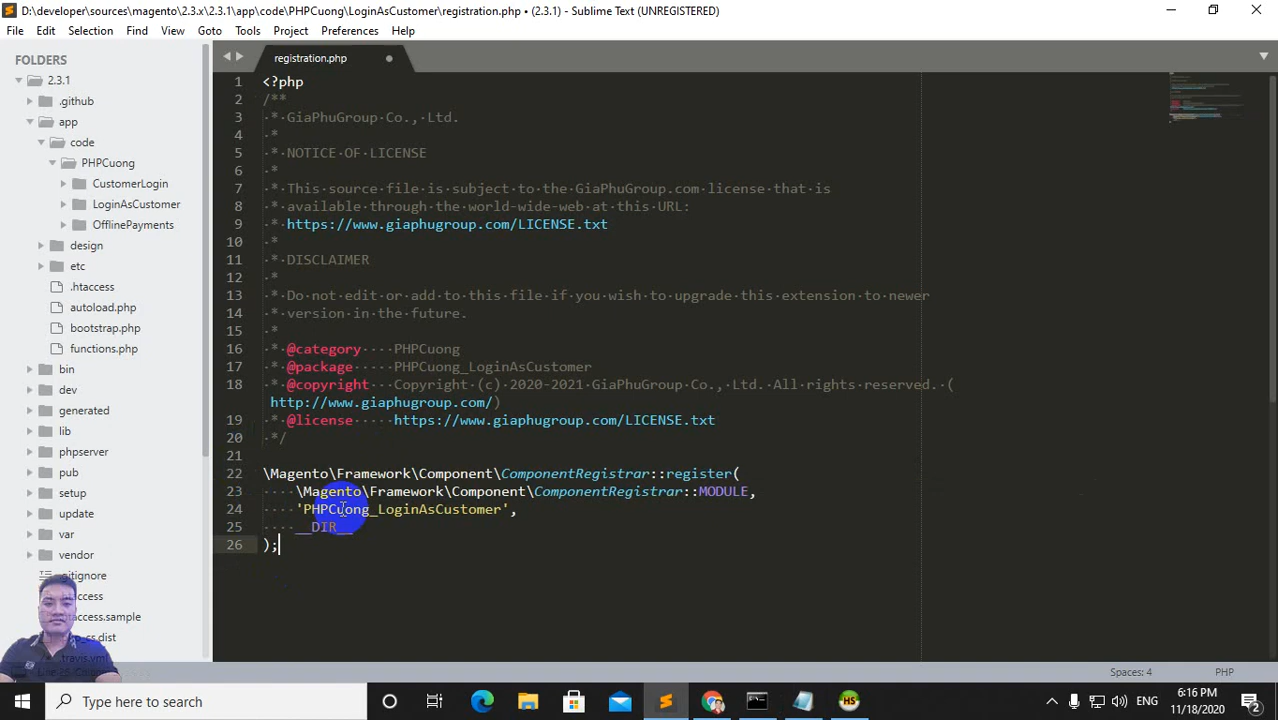 D:\developer\sources\magento\2.3.x\2.3.1\app\code\PHPCuong\LoginAsCustomer\registration.php • (2.3.1) - Sublime Text (UNREGISTERED)
File Edit Selection Find View Goto Tools Project Preferences Help
FOLDERS
2.3.1
.github
app
code
PHPCuong
CustomerLogin
LoginAsCustomer
OfflinePayments
design
etc
.htaccess
autoload.php
bootstrap.php
functions.php
bin
dev
generated
lib
phpserver
pub
setup
update
var
vendor
.gitignore
registration.php
1 <?php
2 /**
3 * GiaPhuGroup Co., Ltd.
4 *
5 * NOTICE OF LICENSE
6 *
7 * This source file is subject to the GiaPhuGroup.com license that is
8 * available through the world-wide-web at this URL:
9 * https://www.giaphugroup.com/LICENSE.txt
10 *
11 * DISCLAIMER
12 *
13 * Do not edit or add to this file if you wish to upgrade this extension to newer
14 * version in the future.
15 *
16 * @category    PHPCuong
17 * @package     PHPCuong_LoginAsCustomer
18 * @copyright   Copyright (c) 2020-2021 GiaPhuGroup Co., Ltd. All rights reserved. (
http://www.giaphugroup.com/)
19 * @license     https://www.giaphugroup.com/LICENSE.txt
20 */
21
22 \Magento\Framework\Component\ComponentRegistrar::register(
23     \Magento\Framework\Component\ComponentRegistrar::MODULE,
24     'PHPCuong_LoginAsCustomer',
25     __DIR__
26 );
Spaces: 4 PHP
Type here to search
ENG
6:16 PM
11/18/2020
2